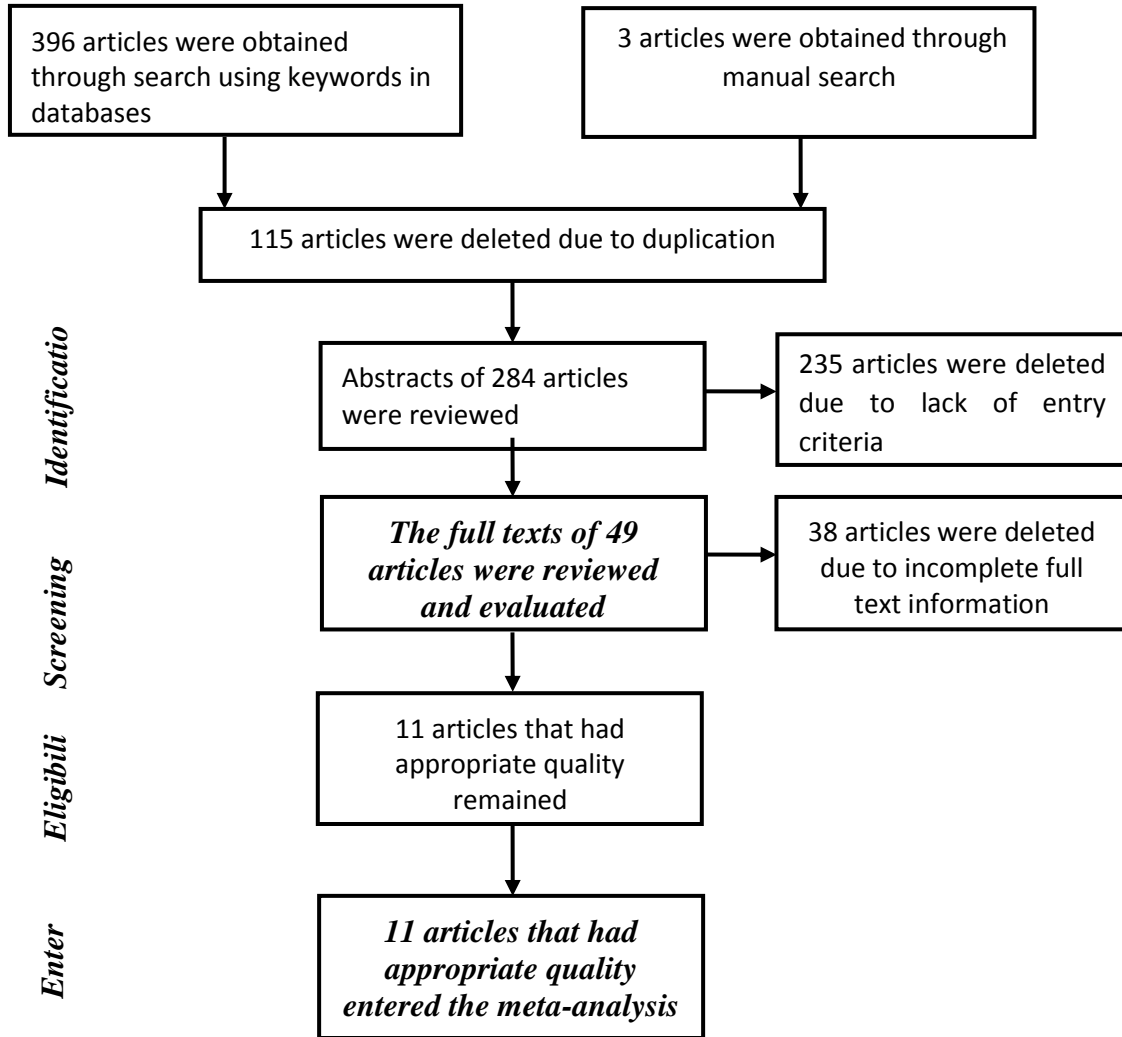 396 articles were obtained
through search using keywords in
databases
3 articles were obtained through
manual search
115 articles were deleted due to duplication
Identificatio
Abstracts of 284 articles
were reviewed
235 articles were deleted
due to lack of entry
criteria
Screening
The full texts of 49
articles were reviewed
and evaluated
38 articles were deleted
due to incomplete full
text information
Eligibili
11 articles that had
appropriate quality
remained
Enter
11 articles that had
appropriate quality
entered the meta-analysis